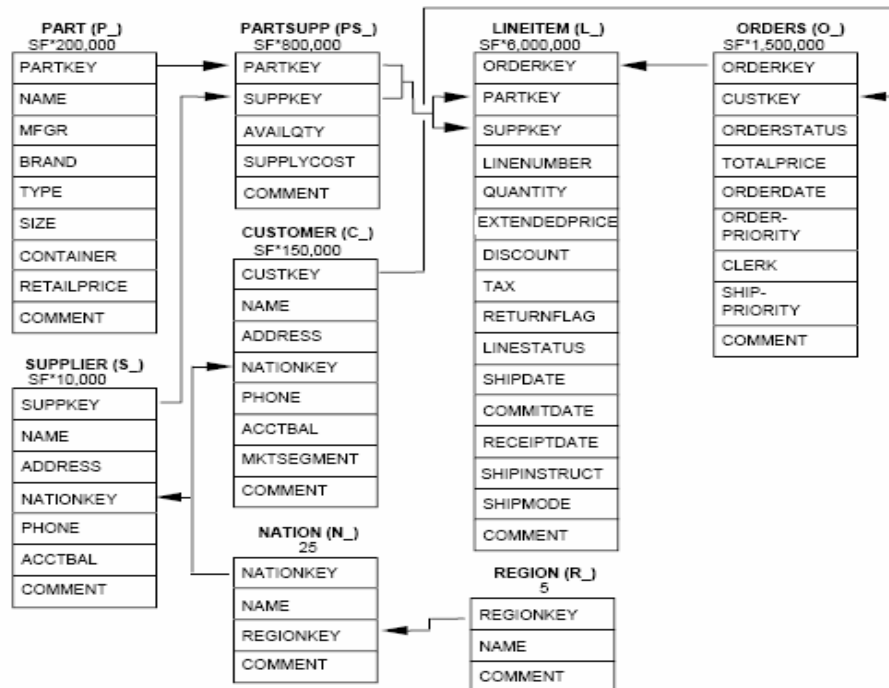 PART (P_)
SF*200,000
PARTKEY
NAME
MFGR
BRAND
TYPE
SIZE
CONTAINER
RETAILPRICE
COMMENT
SUPPLIER (S_)
SF*10,000
SUPPKEY
NAME
ADDRESS
NATIONKEY
PHONE
ACCTBAL
COMMENT
PARTSUPP (PS_)
SF*800,000
PARTKEY
SUPPKEY
AVAILQTY
SUPPLYCOST
COMMENT
CUSTOMER (C_)
SF*150,000
CUSTKEY
NAME
ADDRESS
NATIONKEY
PHONE
ACCTBAL
MKTSEGMENT
COMMENT
NATION (N_)
25
NATIONKEY
NAME
REGIONKEY
COMMENT
LINEITEM (L_)
SF*6,000,000
ORDERKEY
PARTKEY
SUPPKEY
LINENUMBER
QUANTITY
EXTENDEDPRICE
DISCOUNT
TAX
RETURNFLAG
LINESTATUS
SHIPDATE
COMMITDATE
RECEIPTDATE
SHIPINSTRUCT
SHIPMODE
COMMENT
REGION (R_)
5
REGIONKEY
NAME
COMMENT
ORDERS (O_)
SF*1,500,000
ORDERKEY
CUSTKEY
ORDERSTATUS
TOTALPRICE
ORDERDATE
ORDER-
PRIORITY
CLERK
SHIP-
PRIORITY
COMMENT